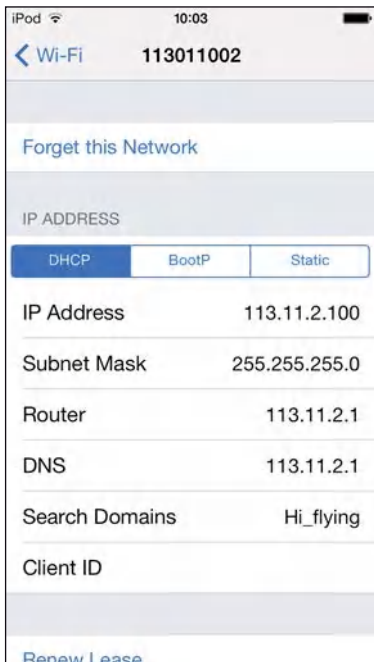 iPod 10:03
Wi-Fi 113011002
Forget this Network
IP ADDRESS
DHCP BootP Static
IP Address 113.11.2.100
Subnet Mask 255.255.255.0
Router 113.11.2.1
DNS 113.11.2.1
Search Domains Hi_flying
Client ID
Renew Lease